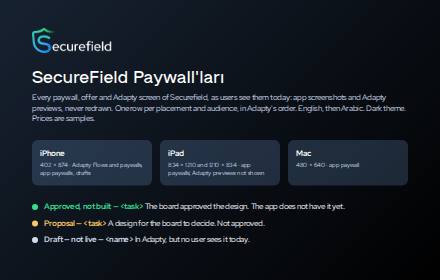 Securefield
SecureField Paywall'ları
Every paywall, offer and Adapty screen of Securefield, as users see them today: app screenshots and Adapty
previews, never redrawn. One row per placement and audience, in Adapty's order. English, then Arabic. Dark theme.
Prices are samples.
iPhone
402 × 874 · Adapty Flows and paywalls,
app paywalls, drafts
iPad
834 × 1210 and 1210 × 834 · app
paywalls; Adapty previews not shown
Mac
480 × 640 · app paywall
Approved, not built — <task> The board approved the design. The app does not have it yet.
Proposal — <task> A design for the board to decide. Not approved.
Draft — not live — <name> In Adapty, but no user sees it today.